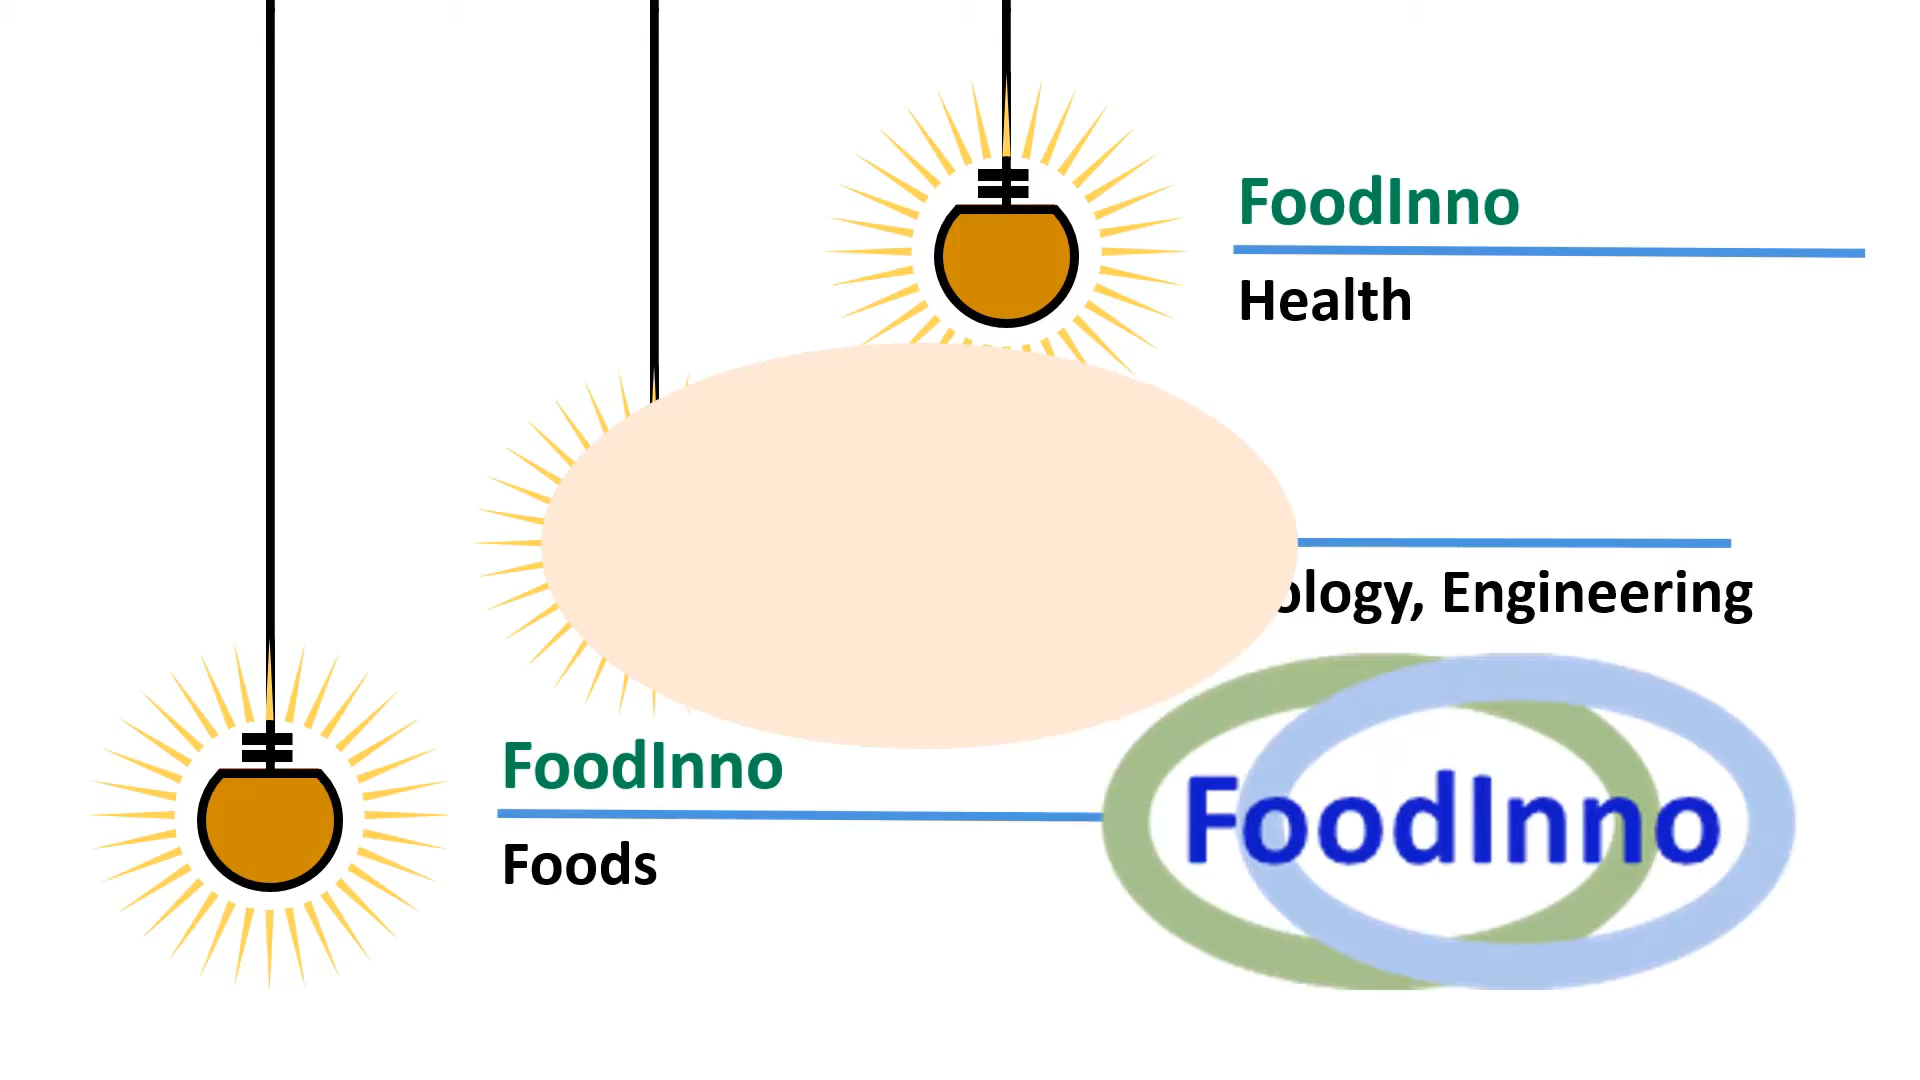 FoodInno
Health
ology, Engineering
FoodInno
Foods
FoodInno